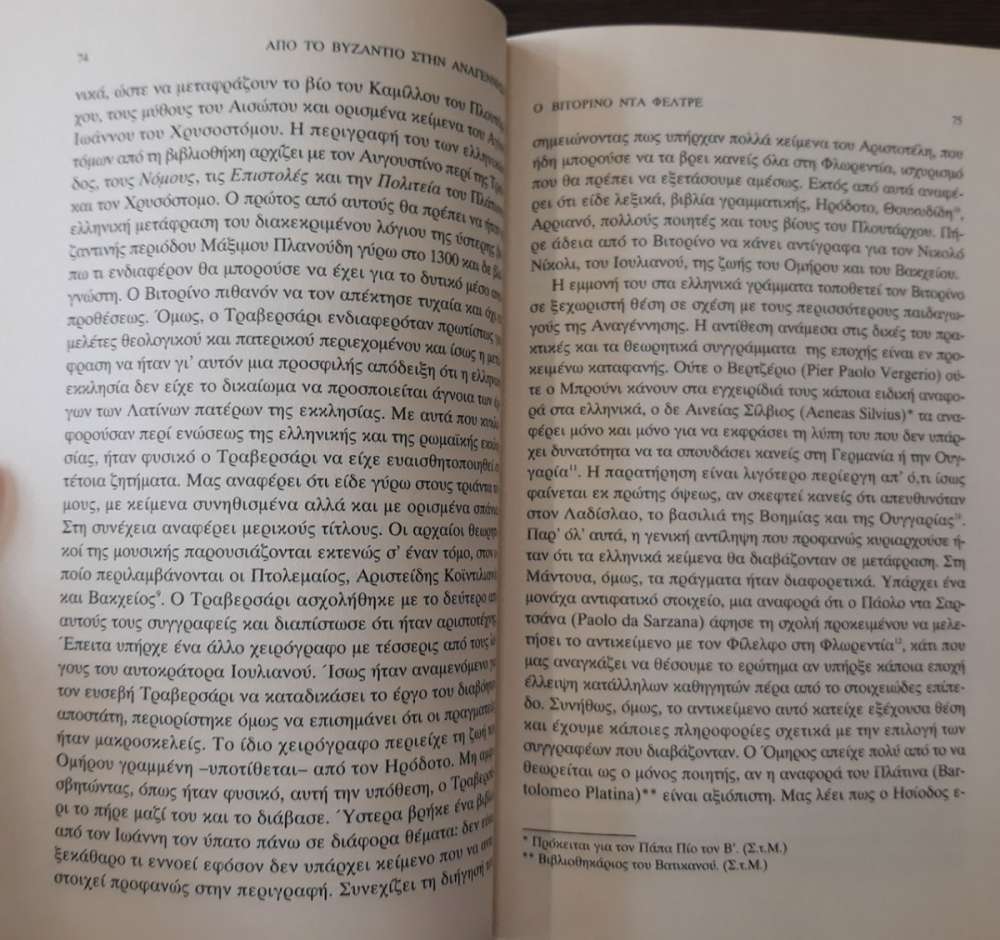 74
ΑΠΟ ΤΟ ΒΥΖΑΝΤΙΟ ΣΤΗΝ
νικά, ώστε να μεταφράζουν το βίο του Καμίλλου του
χου, τους μύθους του Αισώπου και ορισμένα κείμενα του
Ιωάννου του Χρυσοστόμου. Η περιγραφή του των
τόμων από τη βιβλιοθήκη αρχίζει με τον Αυγουστίνο περί της
δος, τους Νόμους, τις Επιστολές και την Πολιτεία του
και τον Χρυσόστομο. Ο πρώτος από αυτούς θα πρέπει να
ελληνική μετάφραση του διακεκριμένου λόγιου της ύστερης
ζαντινής περιόδου Μάξιμου Πλανούδη γύρω στο 1300 και δε
πω τι ενδιαφέρον θα μπορούσε να έχει για το δυτικό μέσο
γνώστη. Ο Βιτορίνο πιθανόν να τον απέκτησε τυχαία και όχι
προθέσεως. Όμως, ο Τραβερσάρι ενδιαφερόταν πρωτίστως
μελέτες θεολογικού και πατερικού περιεχομένου και ίσως η
φραση να ήταν γι' αυτόν μια προσφιλής απόδειξη ότι η
εκκλησία δεν είχε το δικαίωμα να προσποιείται άγνοια των
γων των Λατίνων πατέρων της εκκλησίας. Με αυτά που
φορούσαν περί ενώσεως της ελληνικής και της ρωμαϊκής
σίας, ήταν φυσικό ο Τραβερσάρι να είχε ευαισθητοποιηθεί
τέτοια ζητήματα. Μας αναφέρει ότι είδε γύρω στους τριάντα
μους, με κείμενα συνηθισμένα αλλά και με ορισμένα
Στη συνέχεια αναφέρει μερικούς τίτλους. Οι αρχαίοι
κοί της μουσικής παρουσιάζονται εκτενώς σ' έναν τόμο, στον
ποίο περιλαμβάνονται οι Πτολεμαίος, Αριστείδης
και Βακχείος⁹. Ο Τραβερσάρι ασχολήθηκε με το δεύτερο
αυτούς τους συγγραφείς και διαπίστωσε ότι ήταν
Έπειτα υπήρχε ένα άλλο χειρόγραφο με τέσσερις από τους
γους του αυτοκράτορα Ιουλιανού. Ίσως ήταν αναμενόμενο
τον ευσεβή Τραβερσάρι να καταδικάσει το έργο του
αποστάτη, περιορίστηκε όμως να επισημάνει ότι οι
ήταν μακροσκελείς. Το ίδιο χειρόγραφο περιείχε τη ζωή
Ομήρου γραμμένη –υποτίθεται– από τον Ηρόδοτο. Μη
σβητώντας, όπως ήταν φυσικό, αυτή την υπόθεση, ο
ρι το πήρε μαζί του και το διάβασε. Ύστερα βρήκε ένα
από τον Ιωάννη τον ύπατο πάνω σε διάφορα θέματα: δεν
ξεκάθαρο τι εννοεί εφόσον δεν υπάρχει κείμενο που να
στοιχεί προφανώς στην περιγραφή. Συνεχίζει τη διήγησή
Ο ΒΙΤΟΡΙΝΟ ΝΤΑ ΦΕΛΤΡΕ
75
σημειώνοντας πως υπήρχαν πολλά κείμενα του Αριστοτέλη, που
ήδη μπορούσε να τα βρει κανείς όλα στη Φλωρεντία, ισχυρισμό
που θα πρέπει να εξετάσουμε αμέσως. Εκτός από αυτά αναφέ-
ρει ότι είδε λεξικά, βιβλία γραμματικής, Ηρόδοτο, Θουκυδίδη,
Αρριανό, πολλούς ποιητές και τους βίους του Πλουτάρχου. Πή-
ρε άδεια από το Βιτορίνο να κάνει αντίγραφα για τον Νικολό
Νίκολι, του Ιουλιανού, της ζωής του Ομήρου και του Βακχείου.
Η εμμονή του στα ελληνικά γράμματα τοποθετεί τον Βιτορίνο
σε ξεχωριστή θέση σε σχέση με τους περισσότερους παιδαγω-
γούς της Αναγέννησης. Η αντίθεση ανάμεσα στις δικές του πρα-
κτικές και τα θεωρητικά συγγράμματα της εποχής είναι εν προ-
κειμένω καταφανής. Ούτε ο Βερτζέριο (Pier Paolo Vergerio) ού-
τε ο Μπρούνι κάνουν στα εγχειρίδιά τους κάποια ειδική αναφο-
ρά στα ελληνικά, ο δε Αινείας Σίλβιος (Aeneas Silvius)* τα ανα-
φέρει μόνο και μόνο για να εκφράσει τη λύπη του που δεν υπάρ-
χει δυνατότητα να τα σπουδάσει κανείς στη Γερμανία ή την Ουγ-
γαρία¹¹. Η παρατήρηση είναι λιγότερο περίεργη απ' ό,τι ίσως
φαίνεται εκ πρώτης όψεως, αν σκεφτεί κανείς ότι απευθυνόταν
στον Λαδίσλαο, το βασιλιά της Βοημίας και της Ουγγαρίας.
Παρ' όλ' αυτά, η γενική αντίληψη που προφανώς κυριαρχούσε ή-
ταν ότι τα ελληνικά κείμενα θα διαβάζονταν σε μετάφραση. Στη
Μάντουα, όμως, τα πράγματα ήταν διαφορετικά. Υπάρχει ένα
μονάχα αντιφατικό στοιχείο, μια αναφορά ότι ο Πάολο ντα Σαρ-
τσάνα (Paolo da Sarzana) άφησε τη σχολή προκειμένου να μελε-
τήσει το αντικείμενο με τον Φίλελφο στη Φλωρεντία¹², κάτι που
μας αναγκάζει να θέσουμε το ερώτημα αν υπήρξε κάποια εποχή
έλλειψη κατάλληλων καθηγητών πέρα από το στοιχειώδες επίπε-
δο. Συνήθως, όμως, το αντικείμενο αυτό κατείχε εξέχουσα θέση
και έχουμε κάποιες πληροφορίες σχετικά με την επιλογή των
συγγραφέων που διαβάζονταν. Ο Όμηρος απείχε πολύ από το να
θεωρείται ως ο μόνος ποιητής, αν η αναφορά του Πλάτινα (Bar-
tolomeo Platina)** είναι αξιόπιστη. Μας λέει πως ο Ησίοδος ε-
* Πρόκειται για τον Πάπα Πίο τον Β'. (Σ.τ.Μ.)
** Βιβλιοθηκάριος του Βατικανού. (Σ.τ.Μ.)